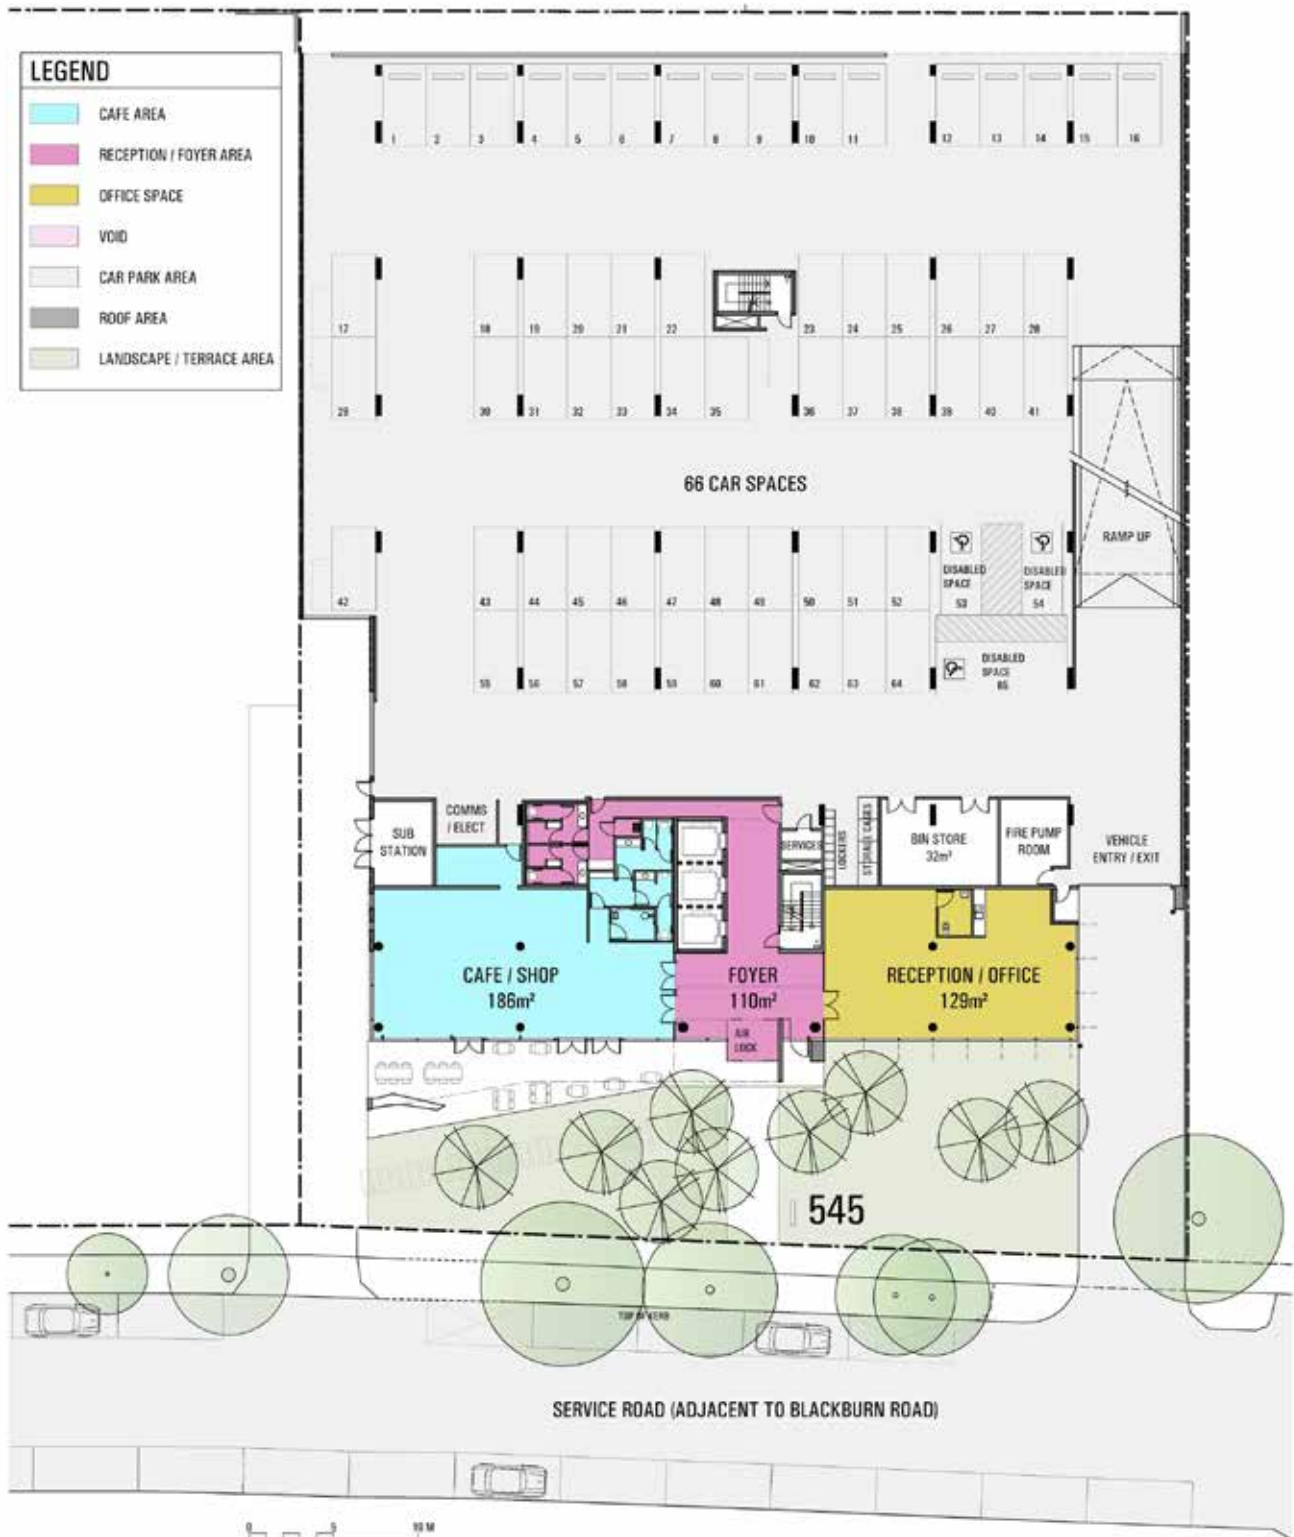 LEGEND
CAFE AREA
RECEPTION / FOYER AREA
OFFICE SPACE
VOID
CAR PARK AREA
ROOF AREA
LANDSCAPE / TERRACE AREA
1 2 3 4 5 6 7 8 9 10 11 12 13 14 15 16
17 18 19 20 21 22 23 24 25 26 27 28
29 30 31 32 33 34 35 36 37 38 39 40 41
66 CAR SPACES
RAMP UP
DISABLED
SPACE
53
DISABLED
SPACE
54
42 43 44 45 46 47 48 49 50 51 52
DISABLED
SPACE
65
55 56 57 58 59 60 61 62 63 64
SUB
STATION
COMMS
/ ELECT
SERVICES
LOCKERS
STORAGE CAGES
BIN STORE
32m²
FIRE PUMP
ROOM
VEHICLE
ENTRY / EXIT
CAFE / SHOP
186m²
FOYER
110m²
RECEPTION / OFFICE
129m²
AIR
LOCK
545
TOP OF KERB
SERVICE ROAD (ADJACENT TO BLACKBURN ROAD)
0 5 10 M